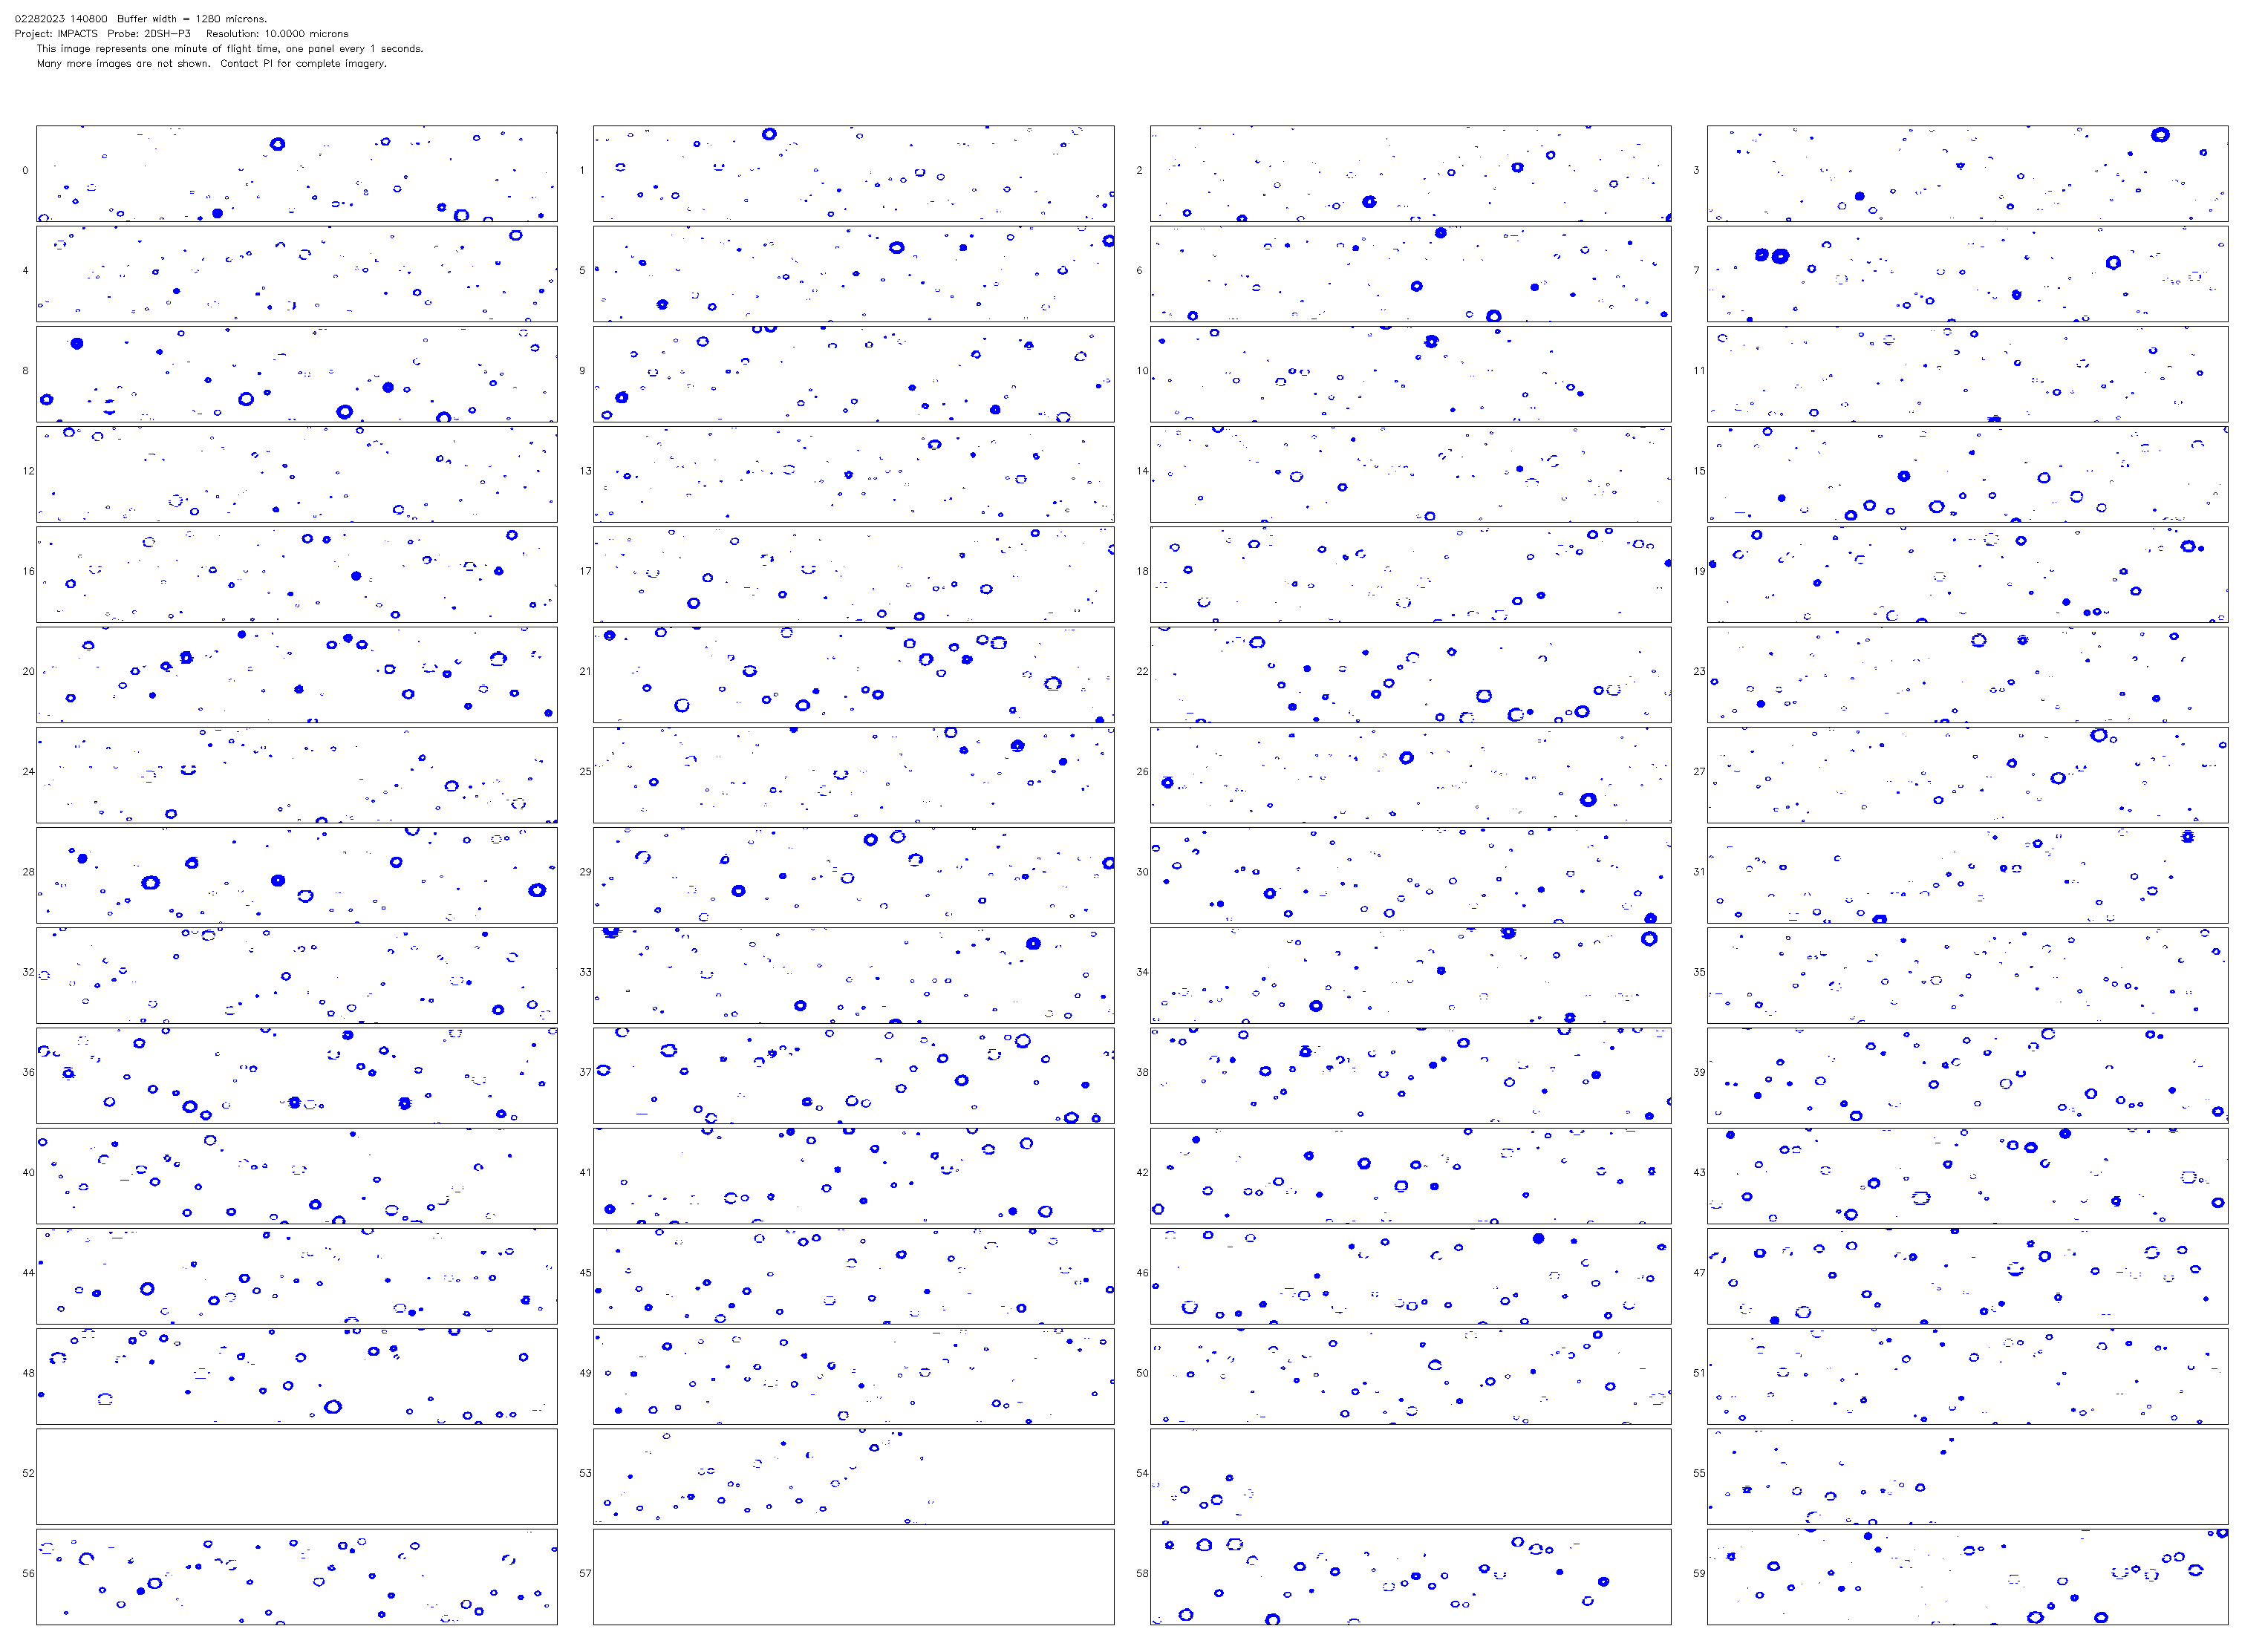 02282023 140800  Buffer width = 1280 microns.
Project: IMPACTS  Probe: 2DSH-P3    Resolution: 10.0000 microns
This image represents one minute of flight time, one panel every 1 seconds.
Many more images are not shown.  Contact PI for complete imagery.
0 1 2 3
4 5 6 7
8 9 10 11
12 13 14 15
16 17 18 19
20 21 22 23
24 25 26 27
28 29 30 31
32 33 34 35
36 37 38 39
40 41 42 43
44 45 46 47
48 49 50 51
52 53 54 55
56 57 58 59